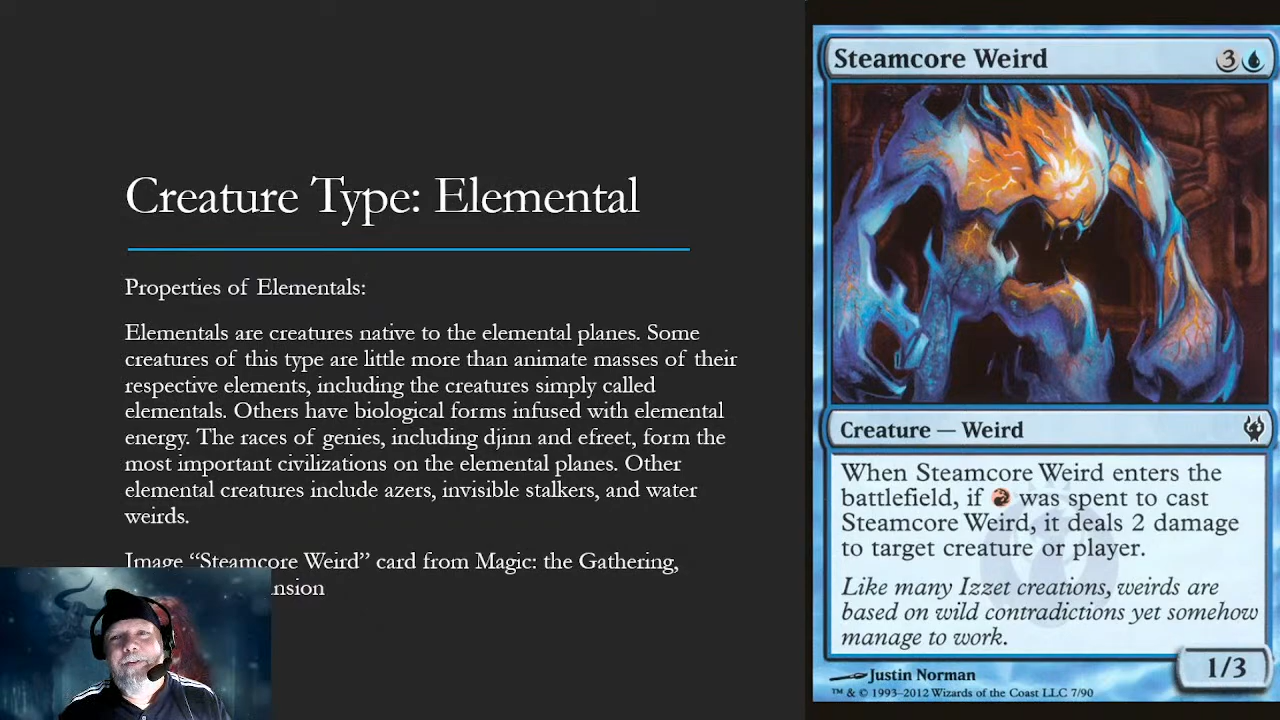 Creature Type: Elemental
Properties of Elementals:
Elementals are creatures native to the elemental planes. Some
creatures of this type are little more than animate masses of their
respective elements, including the creatures simply called
elementals. Others have biological forms infused with elemental
energy. The races of genies, including djinn and efreet, form the
most important civilizations on the elemental planes. Other
elemental creatures include azers, invisible stalkers, and water
weirds.
Image “Steamcore Weird” card from Magic: the Gathering,
Steamcore Weird
3
Creature — Weird
When Steamcore Weird enters the
battlefield, if was spent to cast
Steamcore Weird, it deals 2 damage
to target creature or player.
Like many Izzet creations, weirds are
based on wild contradictions yet somehow
manage to work.
1/3
Justin Norman
™ & © 1993–2012 Wizards of the Coast LLC 7/90